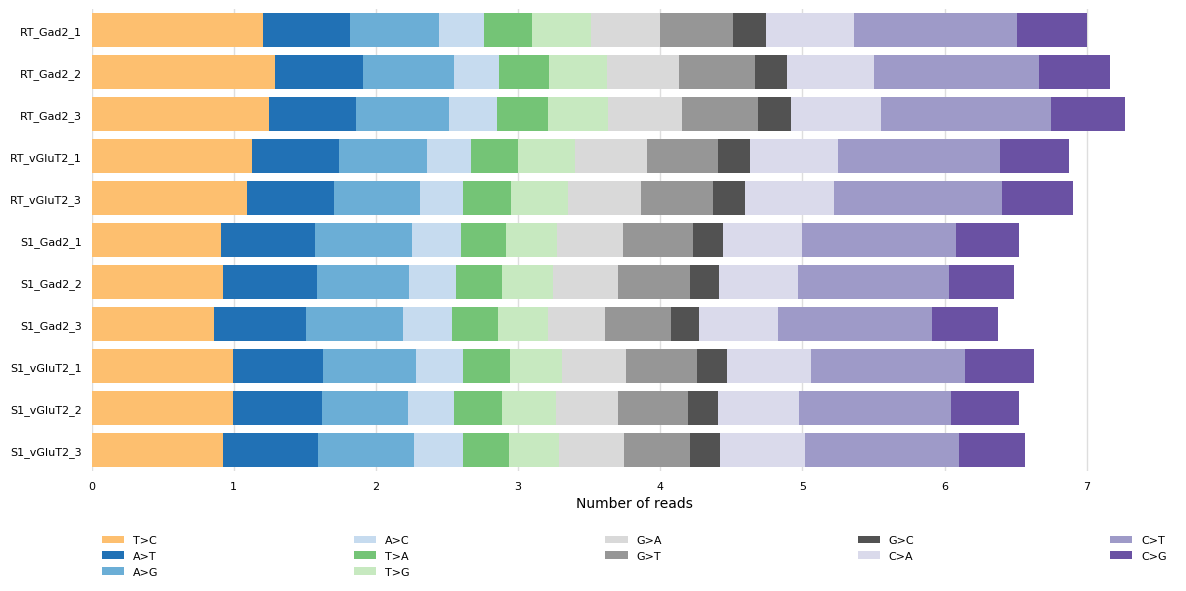 RT_Gad2_1
RT_Gad2_2
RT_Gad2_3
RT_vGluT2_1
RT_vGluT2_3
S1_Gad2_1
S1_Gad2_2
S1_Gad2_3
S1_vGluT2_1
S1_vGluT2_2
S1_vGluT2_3
0 1 2 3 4 5 6 7
Number of reads
T>C A>C G>A G>C C>T
A>T T>A G>T C>A C>G
A>G T>G